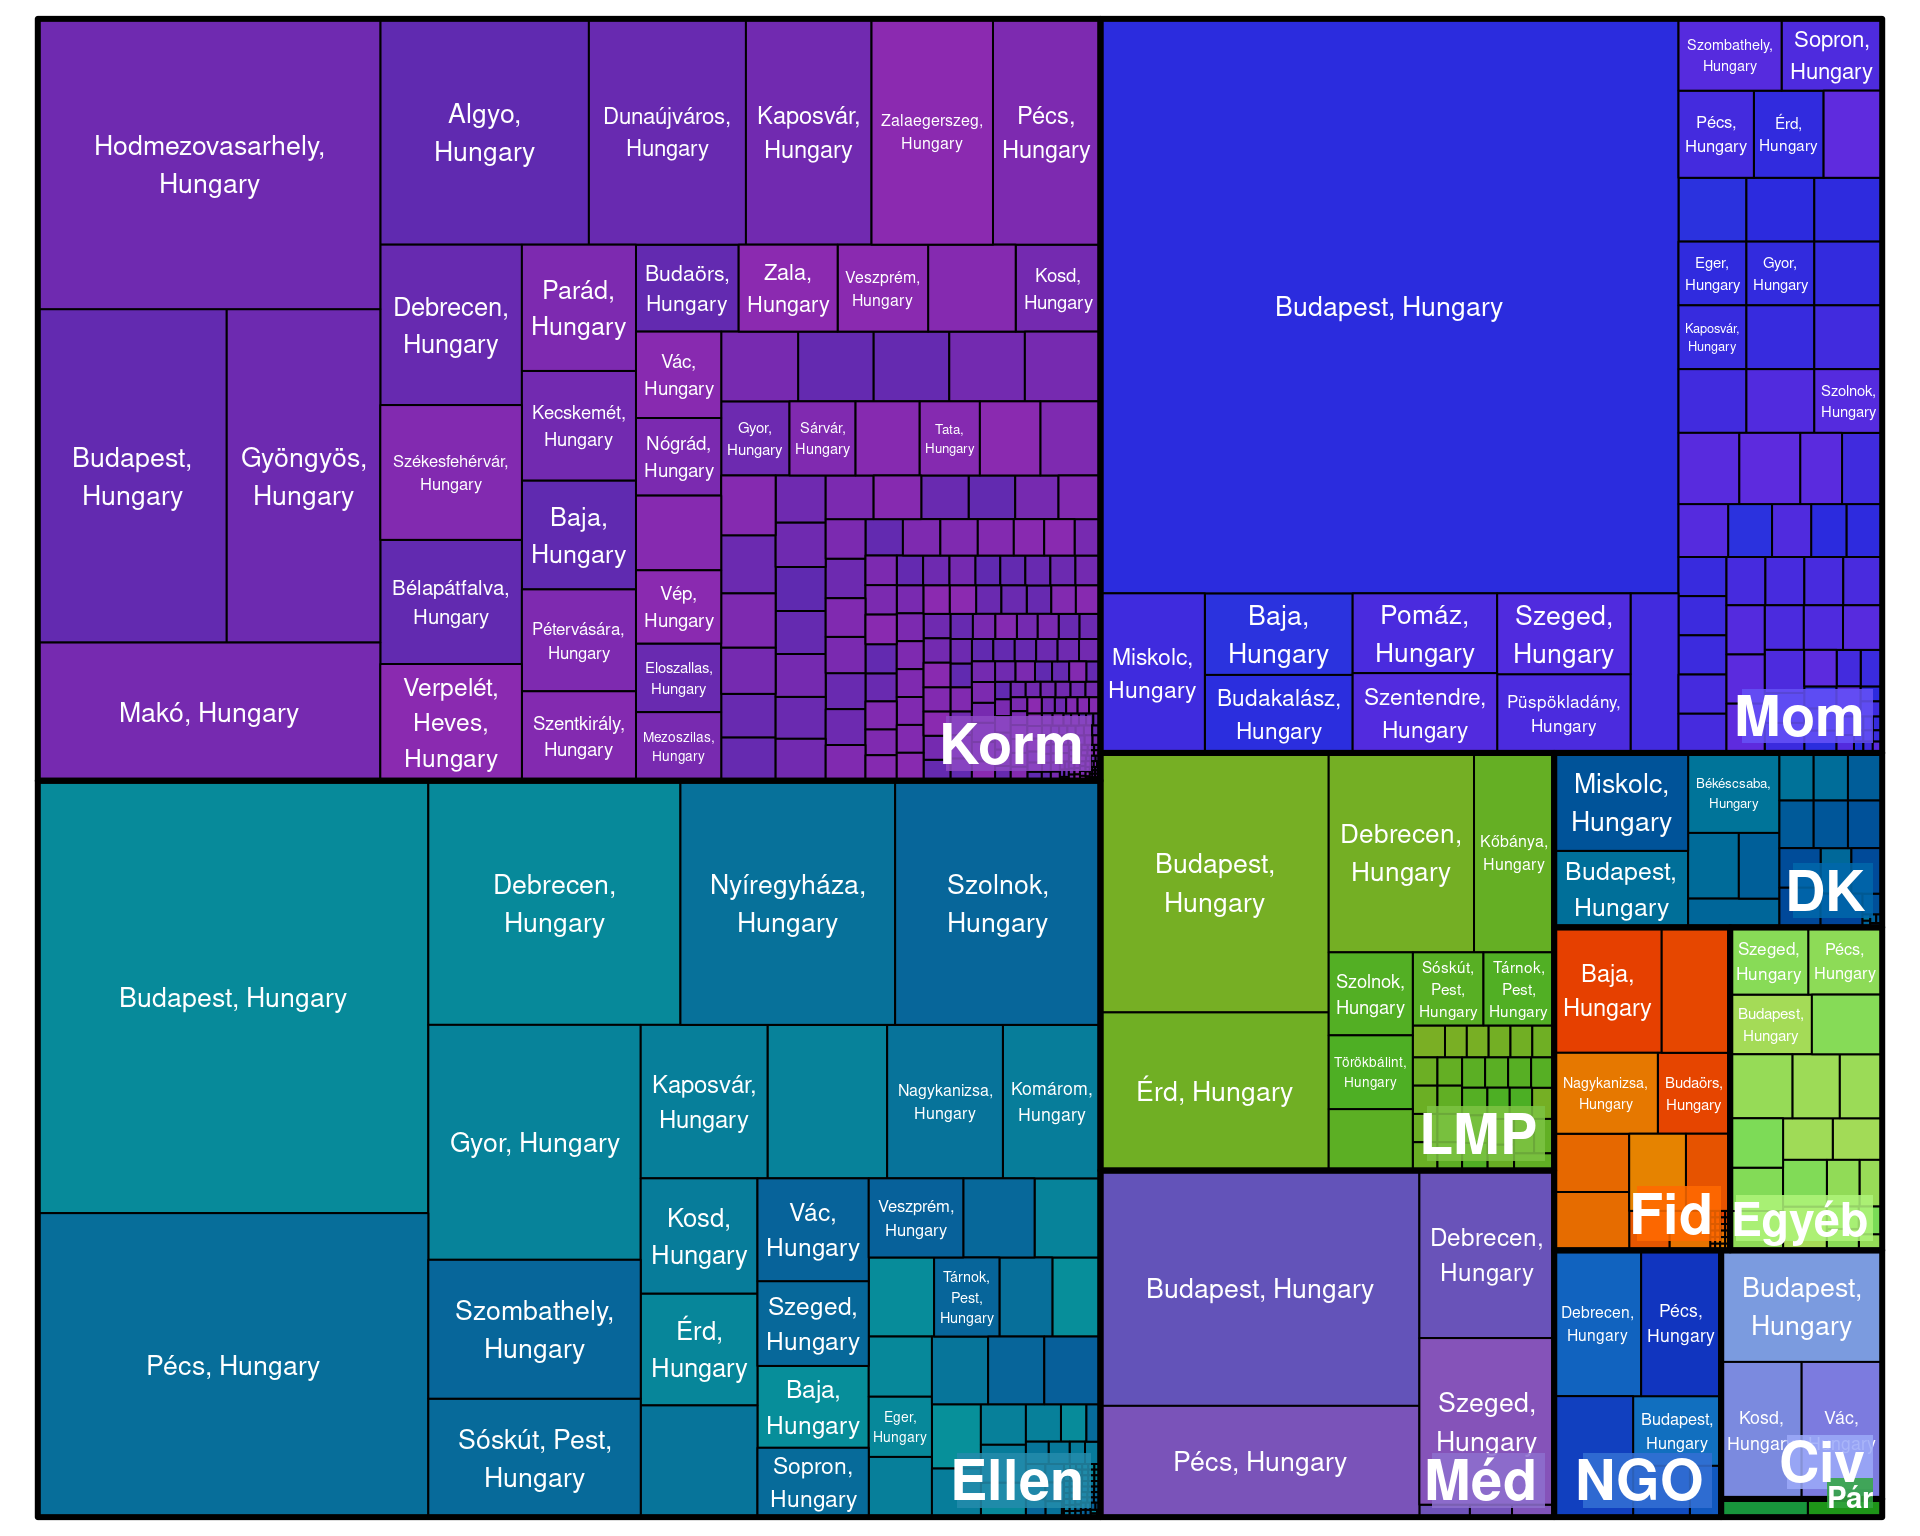 Hodmezovasarhely,
Hungary
Algyo,
Hungary
Dunaújváros,
Hungary
Kaposvár,
Hungary
Zalaegerszeg,
Hungary
Pécs,
Hungary
Budapest,
Hungary
Gyöngyös,
Hungary
Makó, Hungary
Debrecen,
Hungary
Székesfehérvár,
Hungary
Bélapátfalva,
Hungary
Verpelét,
Heves,
Hungary
Parád,
Hungary
Kecskemét,
Hungary
Baja,
Hungary
Pétervására,
Hungary
Szentkirály,
Hungary
Budaörs,
Hungary
Zala,
Hungary
Veszprém,
Hungary
Kosd,
Hungary
Vác,
Hungary
Nógrád,
Hungary
Vép,
Hungary
Eloszallas,
Hungary
Mezoszilas,
Hungary
Gyor,
Hungary
Sárvár,
Hungary
Tata,
Hungary
Korm
Budapest, Hungary
Miskolc,
Hungary
Baja,
Hungary
Budakalász,
Hungary
Pomáz,
Hungary
Szentendre,
Hungary
Szeged,
Hungary
Püspökladány,
Hungary
Szombathely,
Hungary
Sopron,
Hungary
Pécs,
Hungary
Érd,
Hungary
Eger,
Hungary
Gyor,
Hungary
Kaposvár,
Hungary
Szolnok,
Hungary
Mom
Budapest, Hungary
Pécs, Hungary
Debrecen,
Hungary
Nyíregyháza,
Hungary
Szolnok,
Hungary
Gyor, Hungary
Szombathely,
Hungary
Sóskút, Pest,
Hungary
Kaposvár,
Hungary
Nagykanizsa,
Hungary
Komárom,
Hungary
Kosd,
Hungary
Érd,
Hungary
Vác,
Hungary
Szeged,
Hungary
Baja,
Hungary
Sopron,
Hungary
Veszprém,
Hungary
Tárnok,
Pest,
Hungary
Eger,
Hungary
Ellen
Budapest,
Hungary
Érd, Hungary
Debrecen,
Hungary
Kőbánya,
Hungary
Szolnok,
Hungary
Törökbálint,
Hungary
Sóskút,
Pest,
Hungary
Tárnok,
Pest,
Hungary
LMP
Budapest, Hungary
Pécs, Hungary
Debrecen,
Hungary
Szeged,
Hungary
Méd
Miskolc,
Hungary
Budapest,
Hungary
Békéscsaba,
Hungary
DK
Baja,
Hungary
Nagykanizsa,
Hungary
Budaörs,
Hungary
Fid
Szeged,
Hungary
Pécs,
Hungary
Budapest,
Hungary
Egyéb
Debrecen,
Hungary
Pécs,
Hungary
Budapest,
Hungary
NGO
Budapest,
Hungary
Kosd,
Hungary
Vác,
Hungary
Civ
Pár